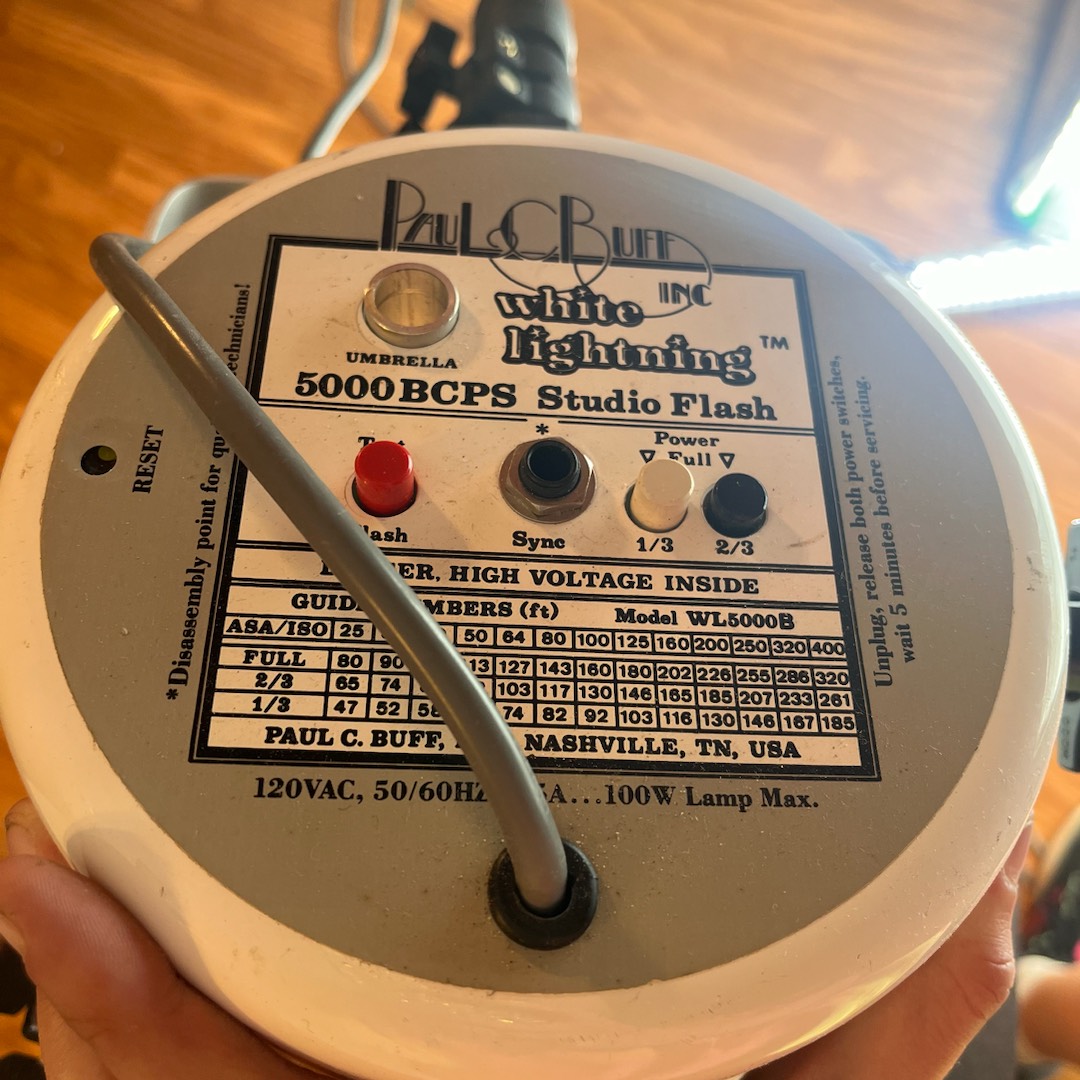 PAUL C BUFF
INC
white
lightning ™
UMBRELLA
5000 BCPS Studio Flash
*
Power
▽ Full ▽
Sync
1/3 2/3
RESET
*Disassembly point for
Unplug, release both power switches,
wait 5 minutes before servicing.
HIGH VOLTAGE INSIDE
(ft) Model WL5000B
ASA/ISO 25 50 64 80 100 125 160 200 250 320 400
FULL 80 90 127 143 160 180 202 226 255 286 320
2/3 65 74 103 117 130 146 165 185 207 233 261
1/3 47 52 74 82 92 103 116 130 146 167 185
PAUL C. BUFF, NASHVILLE, TN, USA
120VAC, 50/60HZ ...100W Lamp Max.